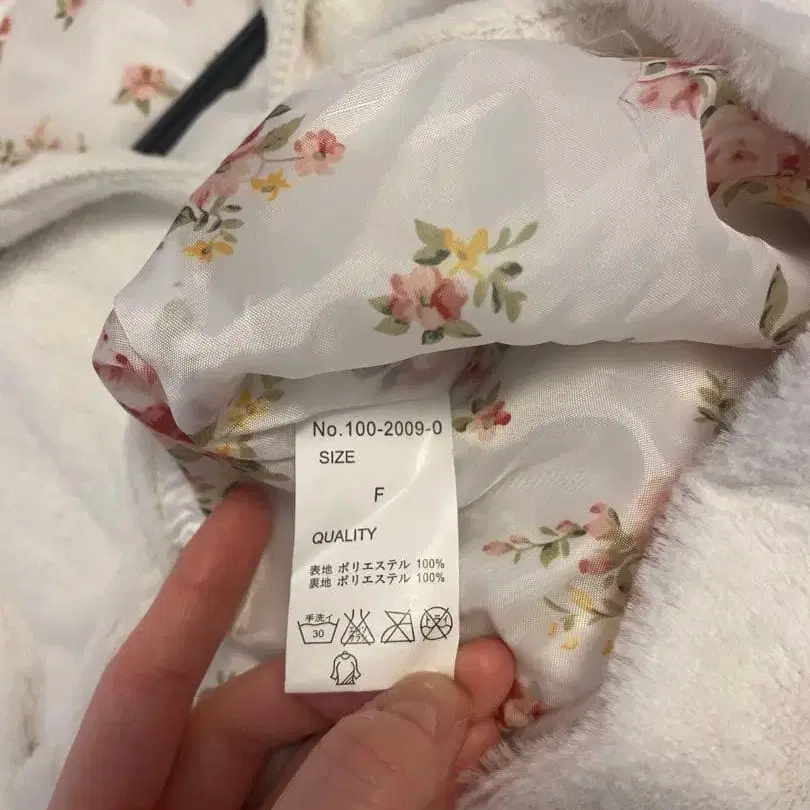 No.100-2009-0
SIZE
F
QUALITY
表地 ポリエステル 100%
裏地 ポリエステル 100%
手洗イ
30